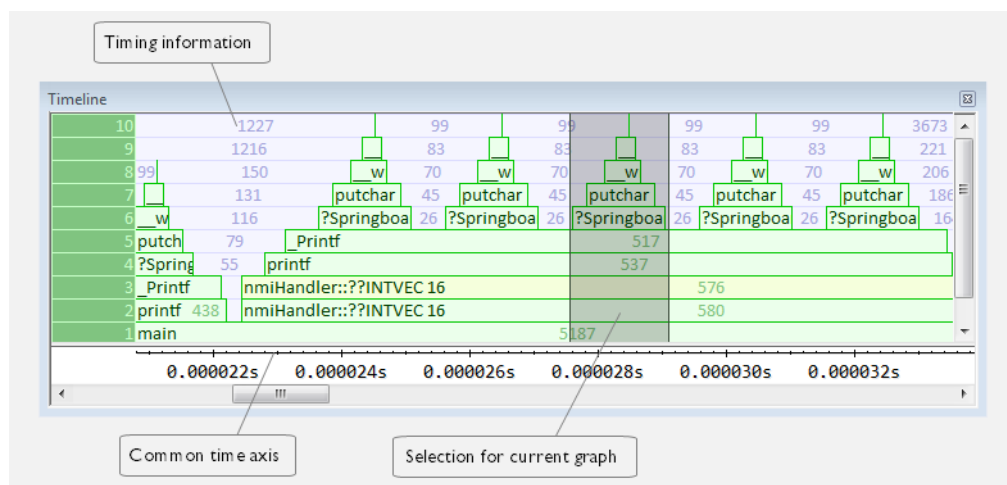 Timing information
Timeline
10 1227 99 99 99 99 3673
9 1216 83 83 83 83 221
8 99 150 __w 70 __w 70 __w 70 __w 70 __w 206
7 __ 131 putchar 45 putchar 45 putchar 45 putchar 45 putchar 186
6 __w 116 ?Springboa 26 ?Springboa 26 ?Springboa 26 ?Springboa 26 ?Springboa 16
5 putch 79 _Printf 517
4 ?Spring 55 printf 537
3 _Printf nmiHandler::??INTVEC 16 576
2 printf 438 nmiHandler::??INTVEC 16 580
1 main 5187
0.000022s 0.000024s 0.000026s 0.000028s 0.000030s 0.000032s
Common time axis
Selection for current graph